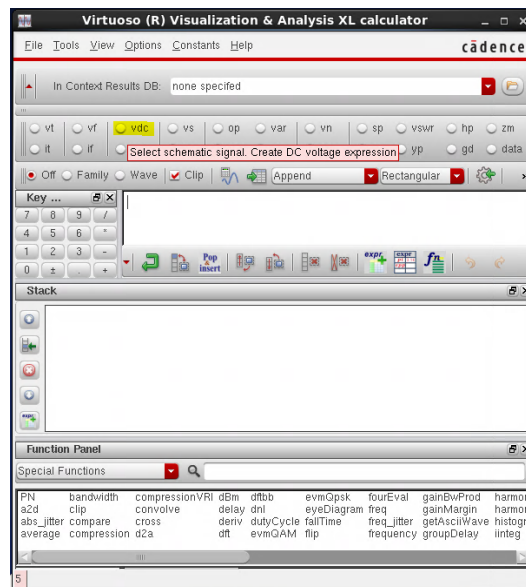 Virtuoso (R) Visualization & Analysis XL calculator
File Tools View Options Constants Help cādence
In Context Results DB: none specifed
vt vf vdc vs op var vn sp vswr hp zm
it if Select schematic signal. Create DC voltage expression yp gd data
Off Family Wave Clip Append Rectangular
Key ...
7 8 9 /
4 5 6 *
1 2 3 -
0 ± . +
Pop insert expr expr fn
Stack
expr
Function Panel
Special Functions
PN bandwidth compressionVRI dBm dftbb evmQpsk fourEval gainBwProd harmor
a2d clip convolve delay dnl eyeDiagram freq gainMargin harmor
abs_jitter compare cross deriv dutyCycle fallTime freq_jitter getAsciiWave histogr
average compression d2a dft evmQAM flip frequency groupDelay iinteg
5